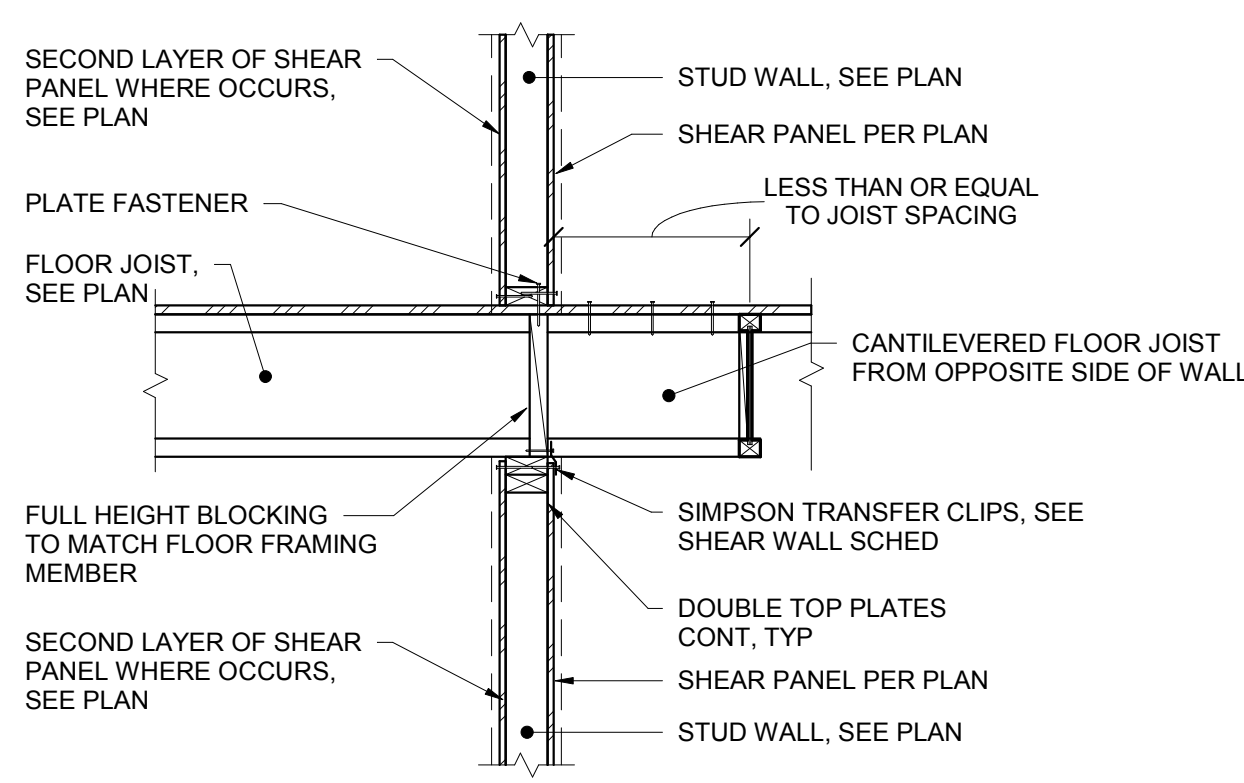 SECOND LAYER OF SHEAR
PANEL WHERE OCCURS,
SEE PLAN
STUD WALL, SEE PLAN
SHEAR PANEL PER PLAN
LESS THAN OR EQUAL
TO JOIST SPACING
PLATE FASTENER
FLOOR JOIST,
SEE PLAN
CANTILEVERED FLOOR JOIST
FROM OPPOSITE SIDE OF WALL
FULL HEIGHT BLOCKING
TO MATCH FLOOR FRAMING
MEMBER
SIMPSON TRANSFER CLIPS, SEE
SHEAR WALL SCHED
DOUBLE TOP PLATES
CONT, TYP
SECOND LAYER OF SHEAR
PANEL WHERE OCCURS,
SEE PLAN
SHEAR PANEL PER PLAN
STUD WALL, SEE PLAN